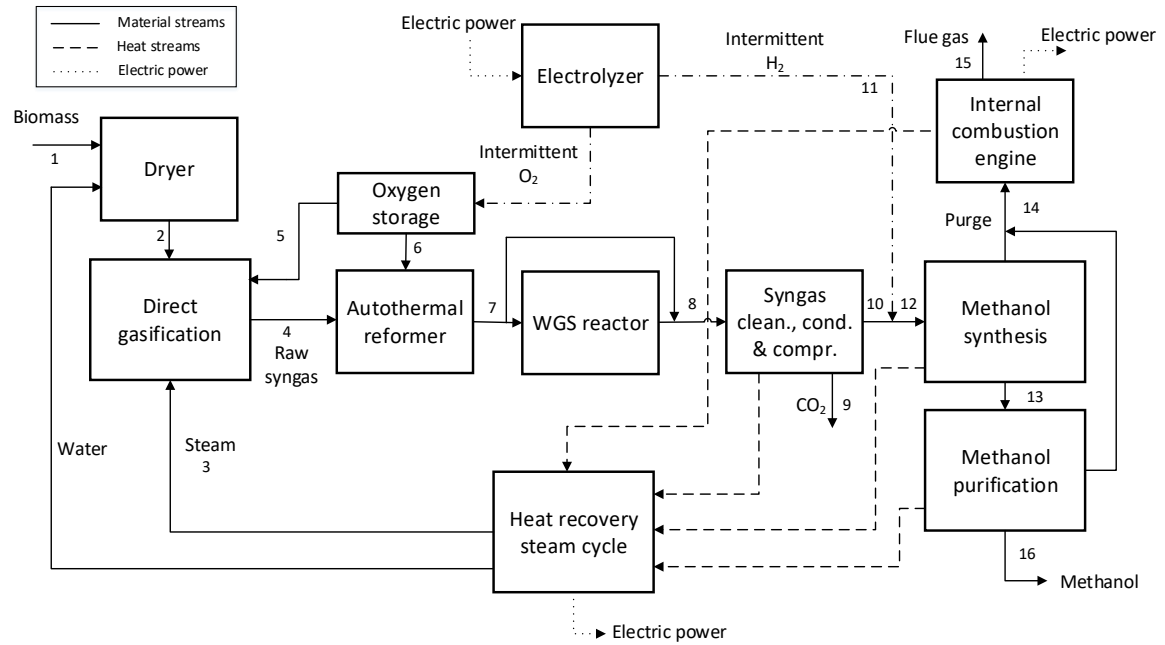 Material streams
Heat streams
Electric power
Electric power
Electrolyzer
Intermittent
H2
11
Flue gas
15
Electric power
Internal
combustion
engine
Biomass
1
Dryer
Intermittent
O2
Oxygen
storage
2
5
6
14
Purge
Direct
gasification
4
Raw
syngas
Autothermal
reformer
7
WGS reactor
8
Syngas
clean., cond.
& compr.
10
12
Methanol
synthesis
CO2
9
13
Water
Steam
3
Heat recovery
steam cycle
Methanol
purification
16
Methanol
Electric power